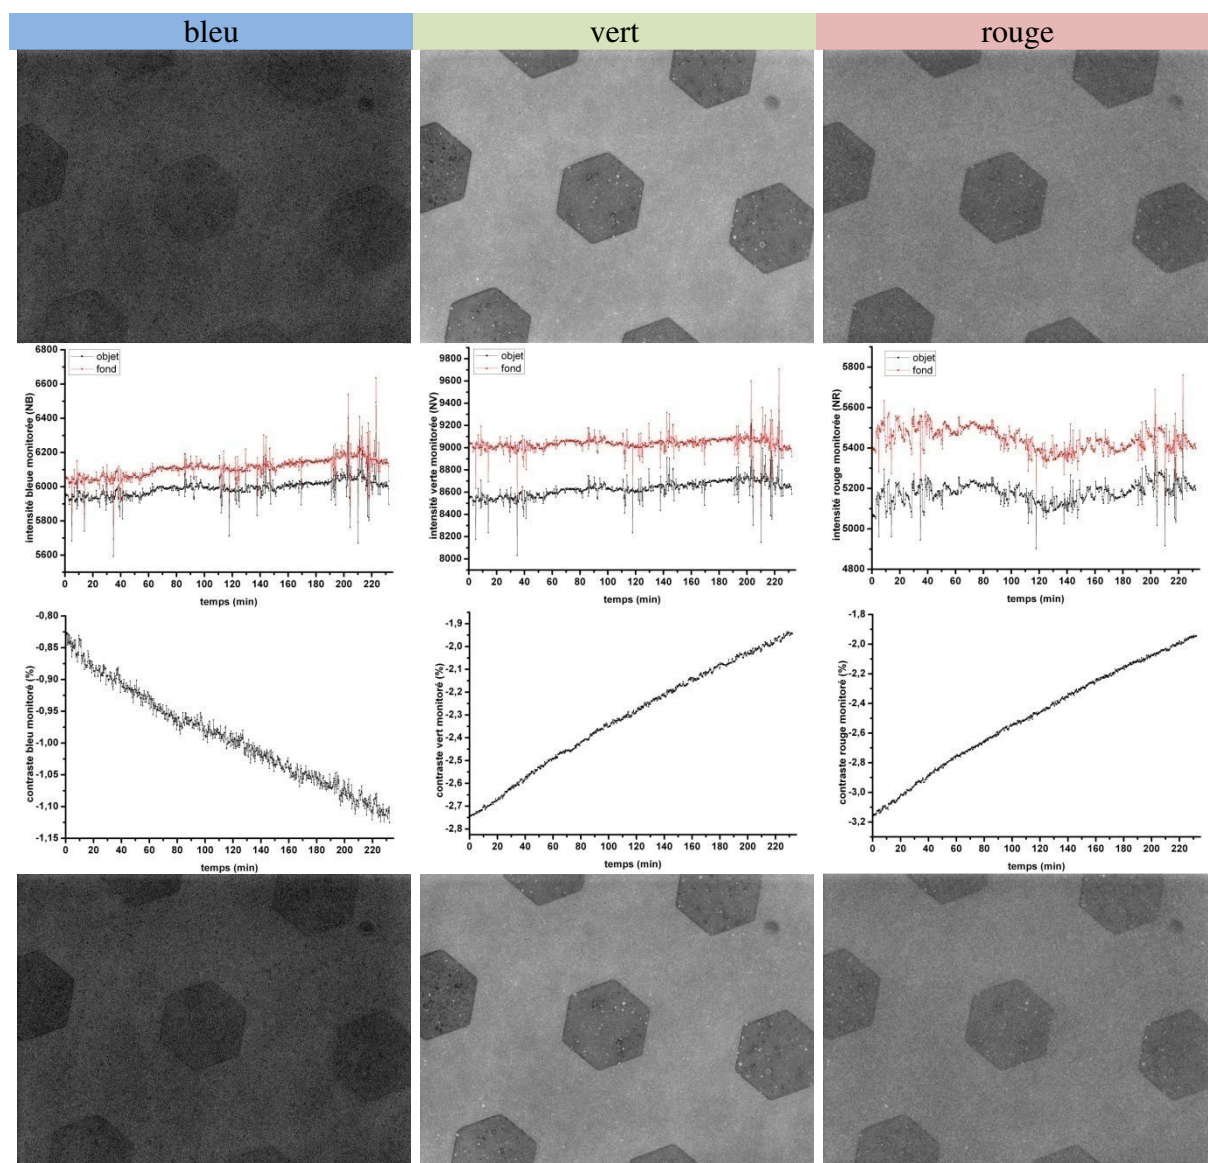 bleu vert rouge
objet
fond
intensité bleue monitorée (NB)
6800
6600
6400
6200
6000
5800
5600
0 20 40 60 80 100 120 140 160 180 200 220
temps (min)
objet
fond
intensité verte monitorée (NV)
9800
9600
9400
9200
9000
8800
8600
8400
8200
8000
0 20 40 60 80 100 120 140 160 180 200 220
temps (min)
objet
fond
intensité rouge monitorée (NR)
5800
5600
5400
5200
5000
4800
0 20 40 60 80 100 120 140 160 180 200 220
temps (min)
contraste bleu monitoré (%)
-0,80
-0,85
-0,90
-0,95
-1,00
-1,05
-1,10
-1,15
0 20 40 60 80 100 120 140 160 180 200 220
temps (min)
contraste vert monitoré (%)
-1,9
-2,0
-2,1
-2,2
-2,3
-2,4
-2,5
-2,6
-2,7
-2,8
0 20 40 60 80 100 120 140 160 180 200 220
temps (min)
contraste rouge monitoré (%)
-1,8
-2,0
-2,2
-2,4
-2,6
-2,8
-3,0
-3,2
0 20 40 60 80 100 120 140 160 180 200 220
temps (min)